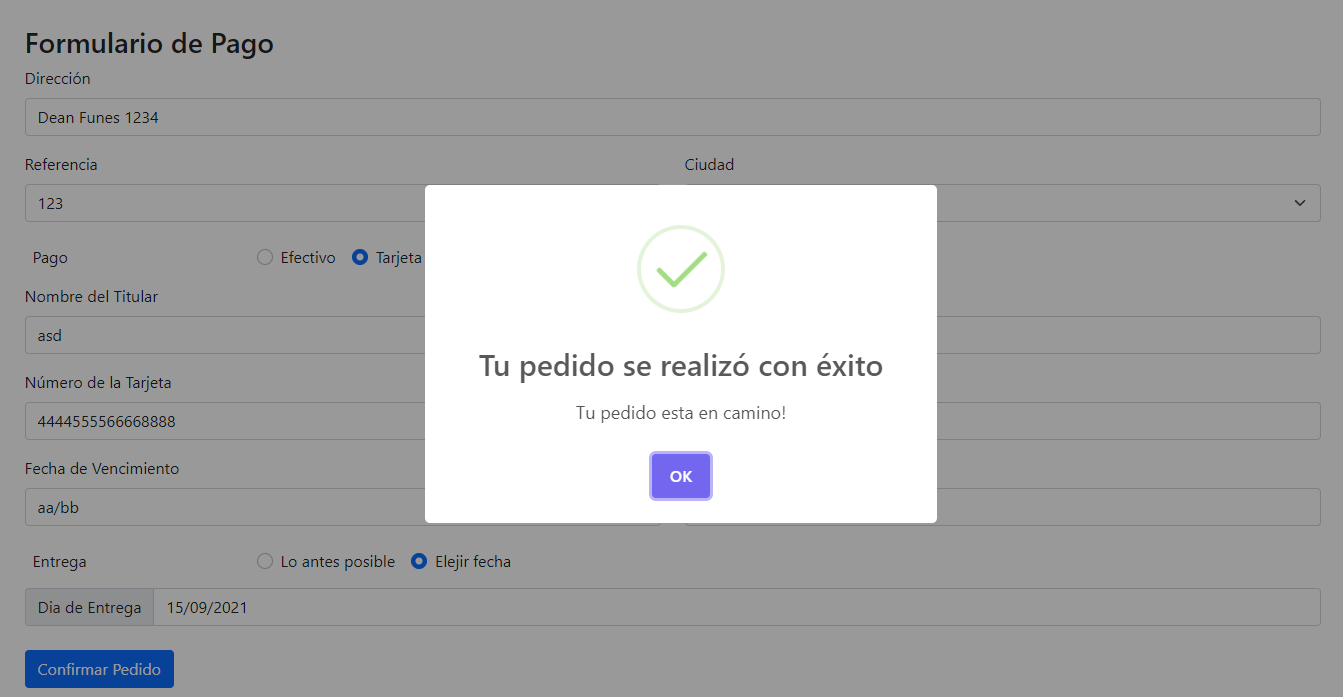 Formulario de Pago
Dirección
Dean Funes 1234
Referencia Ciudad
123
Pago Efectivo Tarjeta
Nombre del Titular
asd
Número de la Tarjeta
4444555566668888
Fecha de Vencimiento
aa/bb
Tu pedido se realizó con éxito
Tu pedido esta en camino!
OK
Entrega Lo antes posible Elejir fecha
Dia de Entrega 15/09/2021
Confirmar Pedido